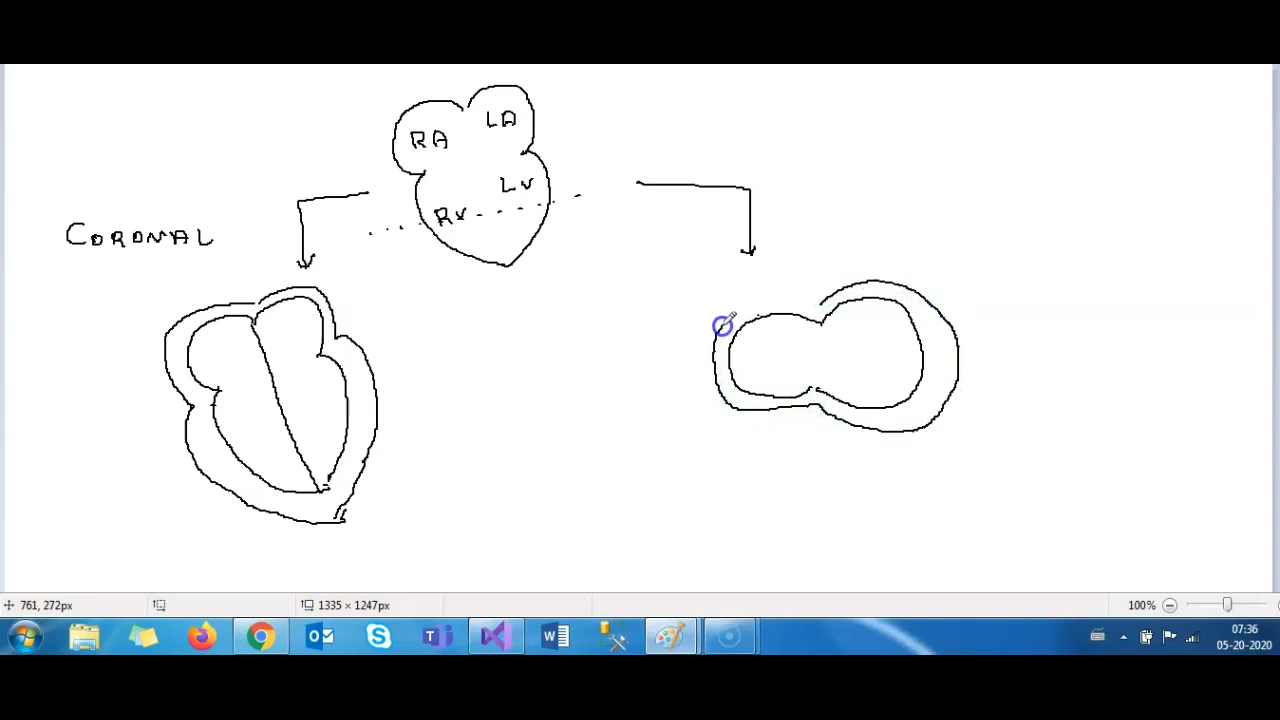 LA
RA
LV
RV
CORONAL
761, 272px
1335 × 1247px
100%
07:36
05-20-2020